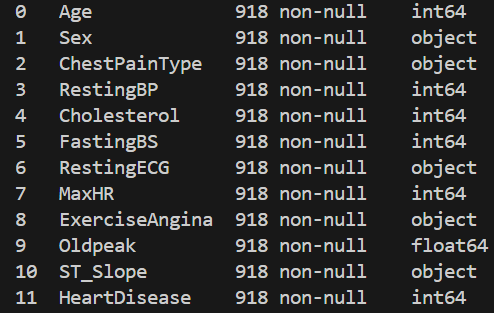 0 Age 918 non-null int64
1 Sex 918 non-null object
2 ChestPainType 918 non-null object
3 RestingBP 918 non-null int64
4 Cholesterol 918 non-null int64
5 FastingBS 918 non-null int64
6 RestingECG 918 non-null object
7 MaxHR 918 non-null int64
8 ExerciseAngina 918 non-null object
9 Oldpeak 918 non-null float64
10 ST_Slope 918 non-null object
11 HeartDisease 918 non-null int64